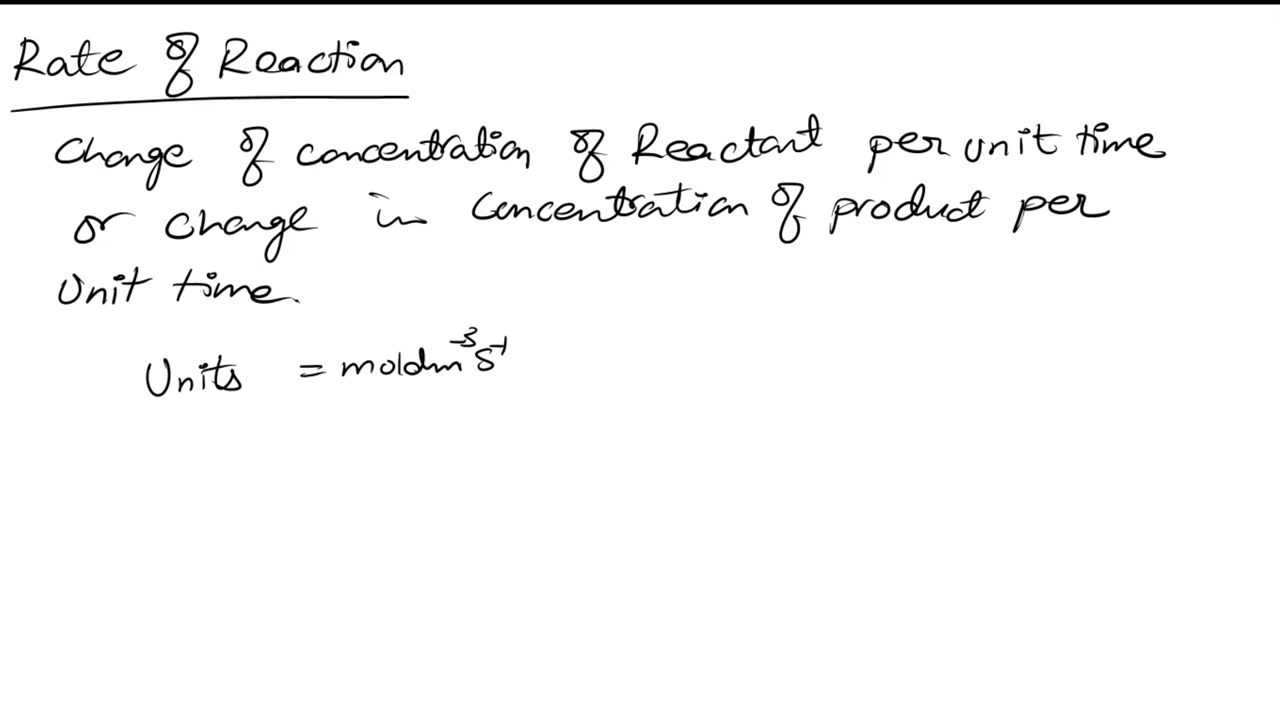 Rate of Reaction
Change of concentration of Reactant per unit time
or change in concentration of product per
Unit time.
Units = moldm⁻³s⁻¹